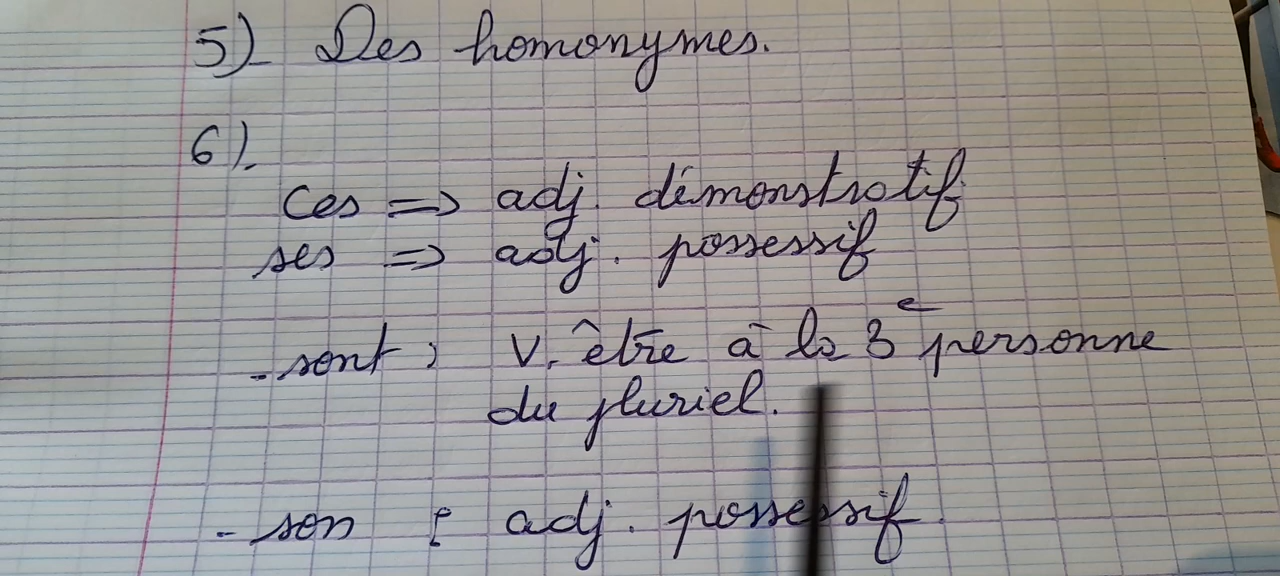 5) Des homonymes.
6).
ces => adj. démonstratif
ses => adj. possessif
- sont : V. être à la 3e personne
du pluriel.
- son : adj. possessif